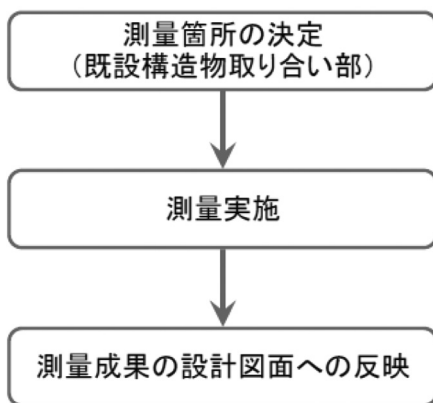 測量箇所の決定
（既設構造物取り合い部）
測量実施
測量成果の設計図面への反映